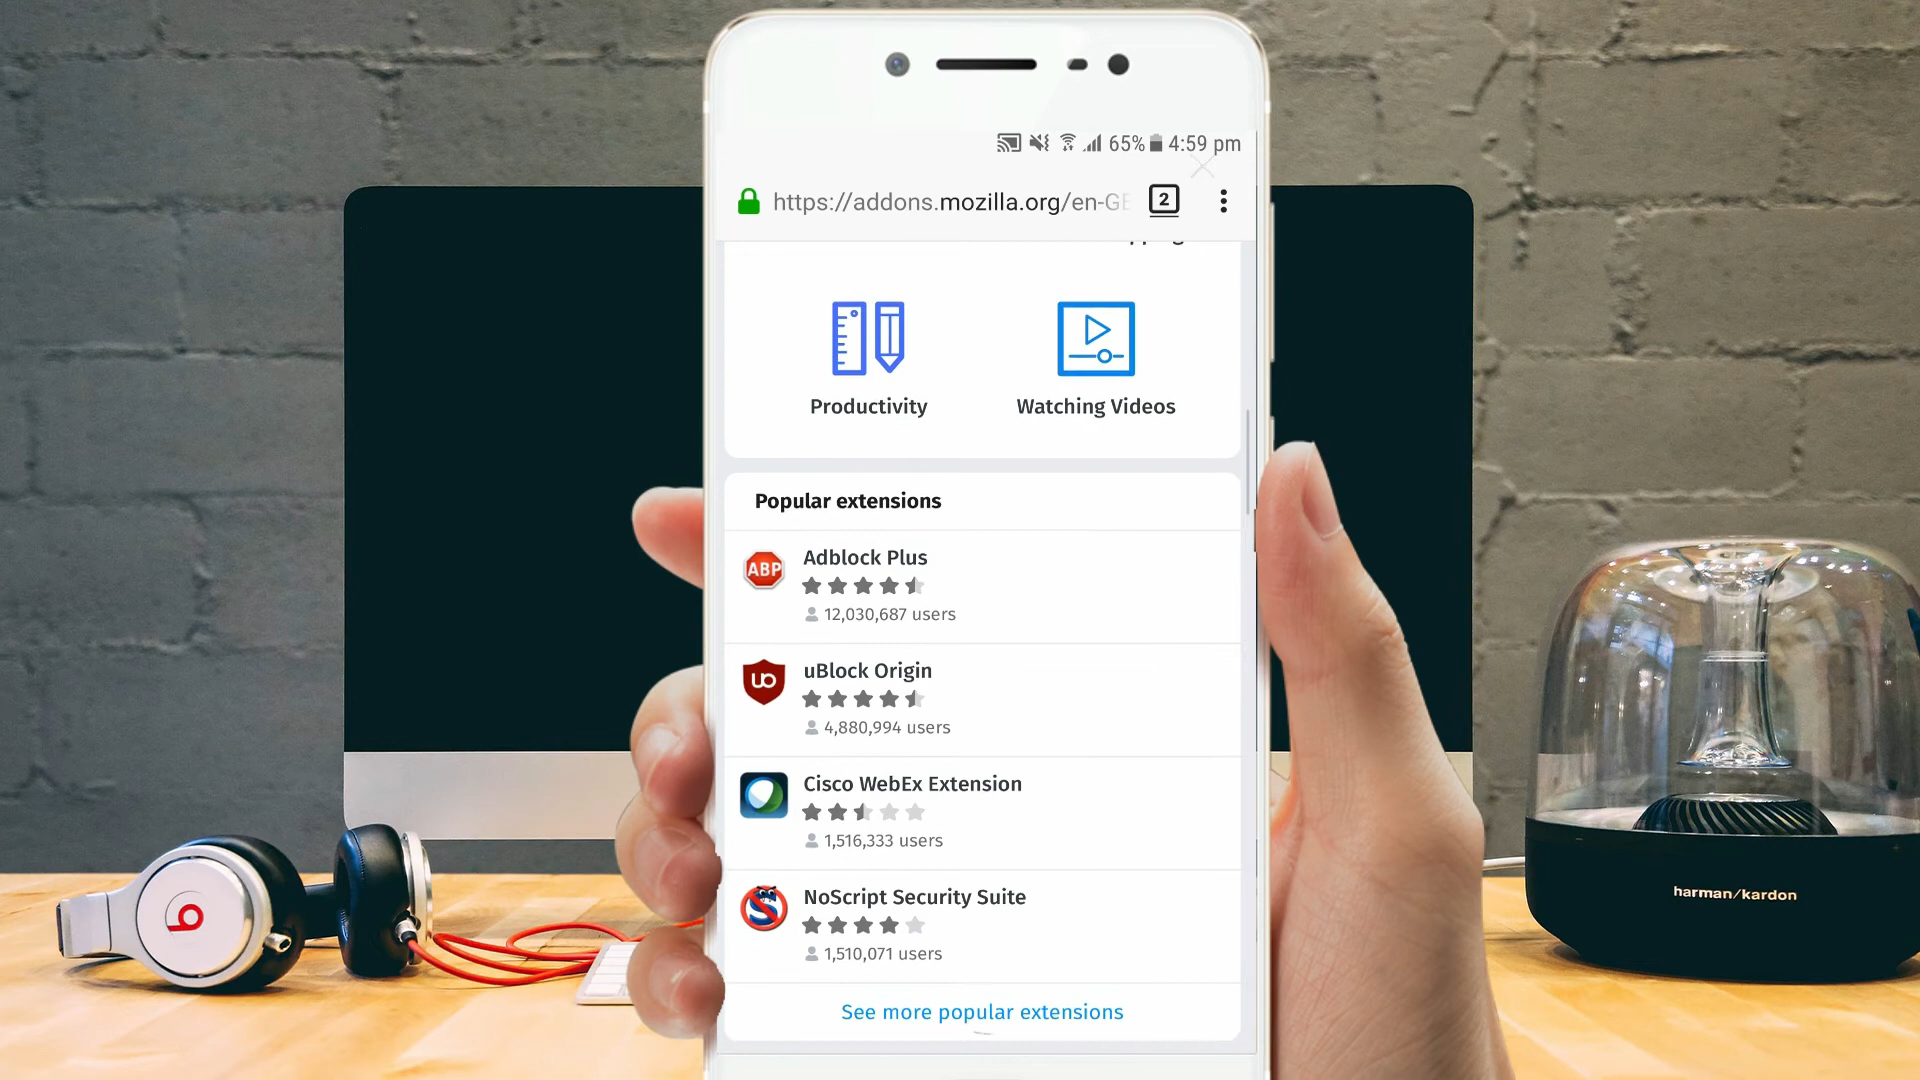 65% 4:59 pm
https://addons.mozilla.org/en-GB
2
Productivity
Watching Videos
Popular extensions
ABP
Adblock Plus
12,030,687 users
uBlock Origin
4,880,994 users
Cisco WebEx Extension
1,516,333 users
NoScript Security Suite
1,510,071 users
See more popular extensions
harman/kardon